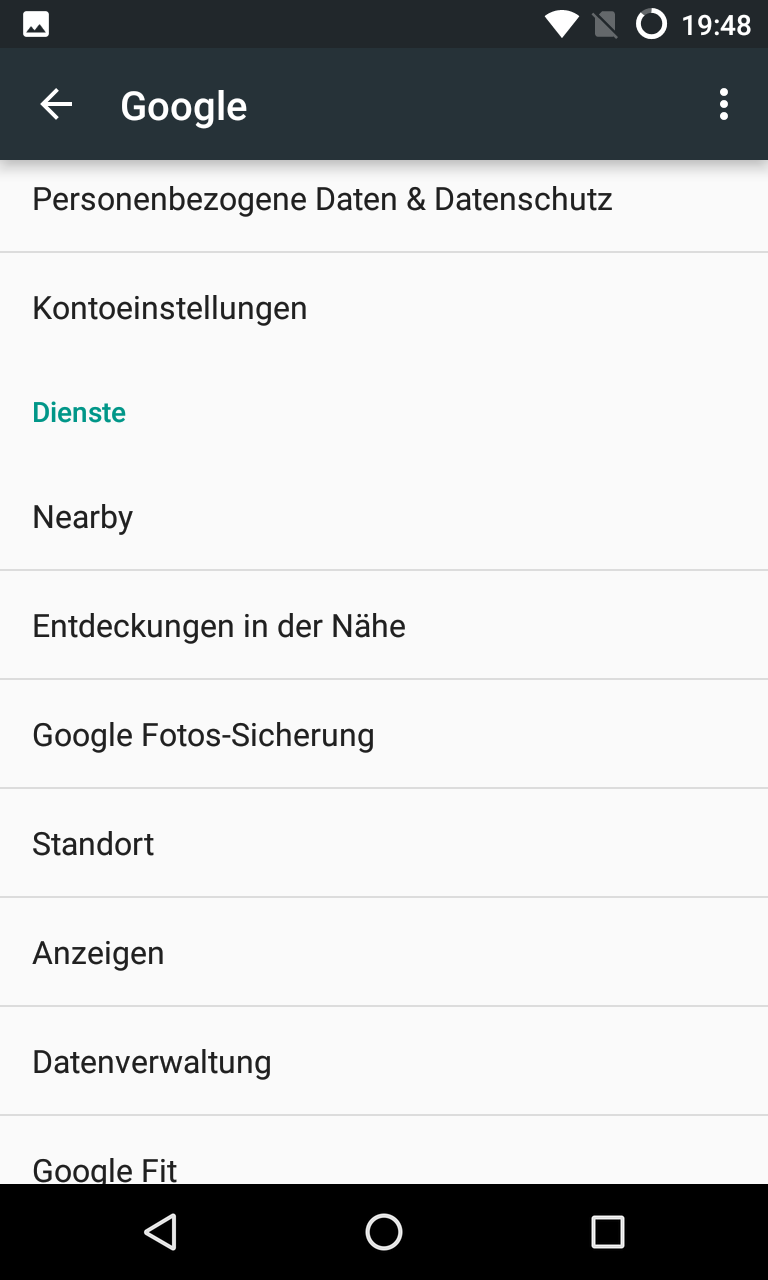 19:48
Google
Personenbezogene Daten & Datenschutz
Kontoeinstellungen
Dienste
Nearby
Entdeckungen in der Nähe
Google Fotos-Sicherung
Standort
Anzeigen
Datenverwaltung
Google Fit